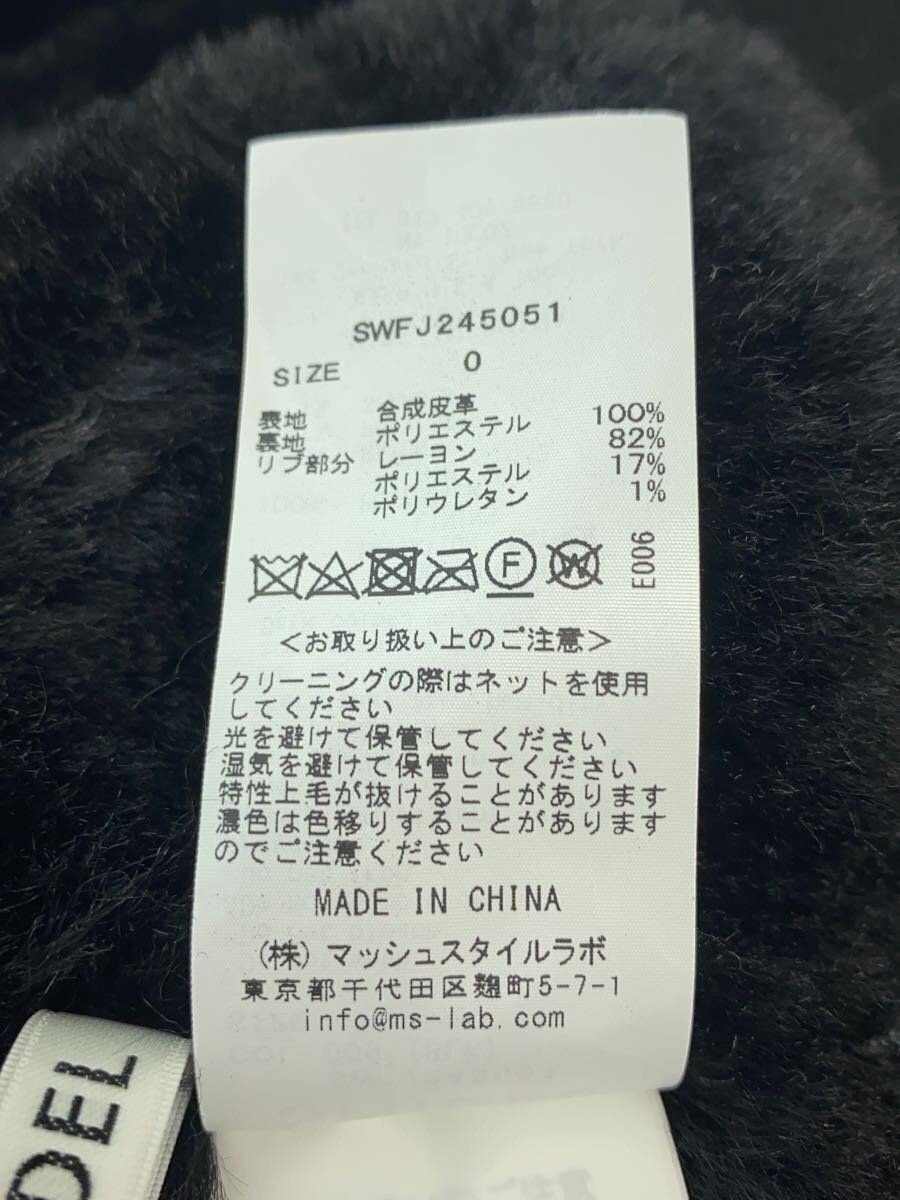 SWFJ245051
SIZE 0
表地 合成皮革 100%
裏地 ポリエステル 82%
リブ部分 レーヨン 17%
ポリエステル 1%
ポリウレタン
E006
F
W
<お取り扱い上のご注意>
クリーニングの際はネットを使用
してください
光を避けて保管してください
湿気を避けて保管してください
特性上毛が抜けることがあります
濃色は色移りすることがあります
のでご注意ください
MADE IN CHINA
(株)マッシュスタイルラボ
東京都千代田区麹町5-7-1
info@ms-lab.com
DEL